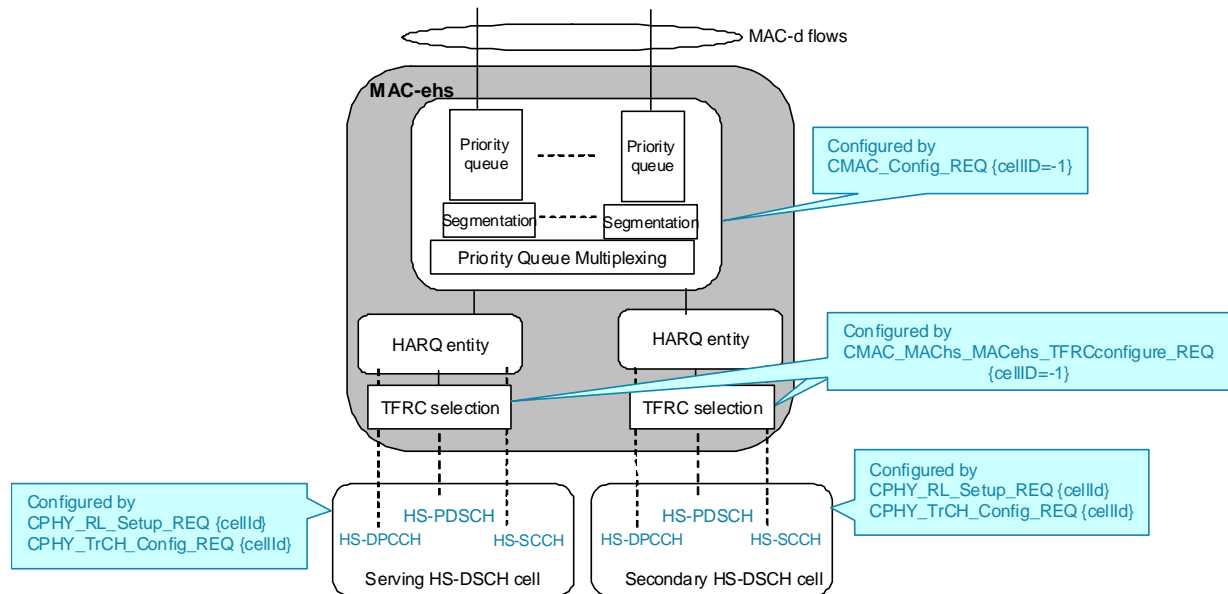 MAC-d flows
MAC-ehs
Priority
queue
Priority
queue
Configured by
CMAC_Config_REQ {cellID=-1}
Segmentation
Segmentation
Priority Queue Multiplexing
HARQ entity
HARQ entity
Configured by
CMAC_MAChs_MACehs_TFRCconfigure_REQ
{cellID=-1}
TFRC selection
TFRC selection
Configured by
CPHY_RL_Setup_REQ {cellId}
CPHY_TrCH_Config_REQ {cellId}
Configured by
CPHY_RL_Setup_REQ {cellId}
CPHY_TrCH_Config_REQ {cellId}
HS-PDSCH
HS-DPCCH
HS-SCCH
Serving HS-DSCH cell
HS-PDSCH
HS-DPCCH
HS-SCCH
Secondary HS-DSCH cell